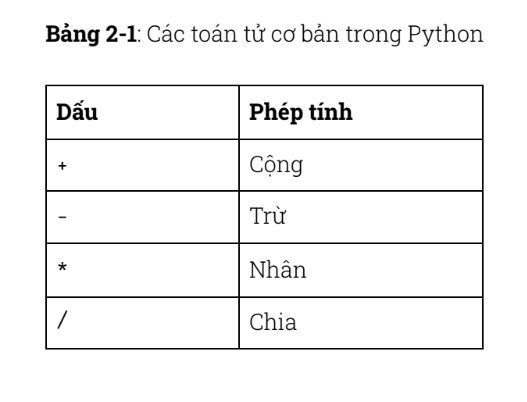 Bảng 2-1: Các toán tử cơ bản trong Python
Dấu Phép tính
+ Cộng
- Trừ
* Nhân
/ Chia